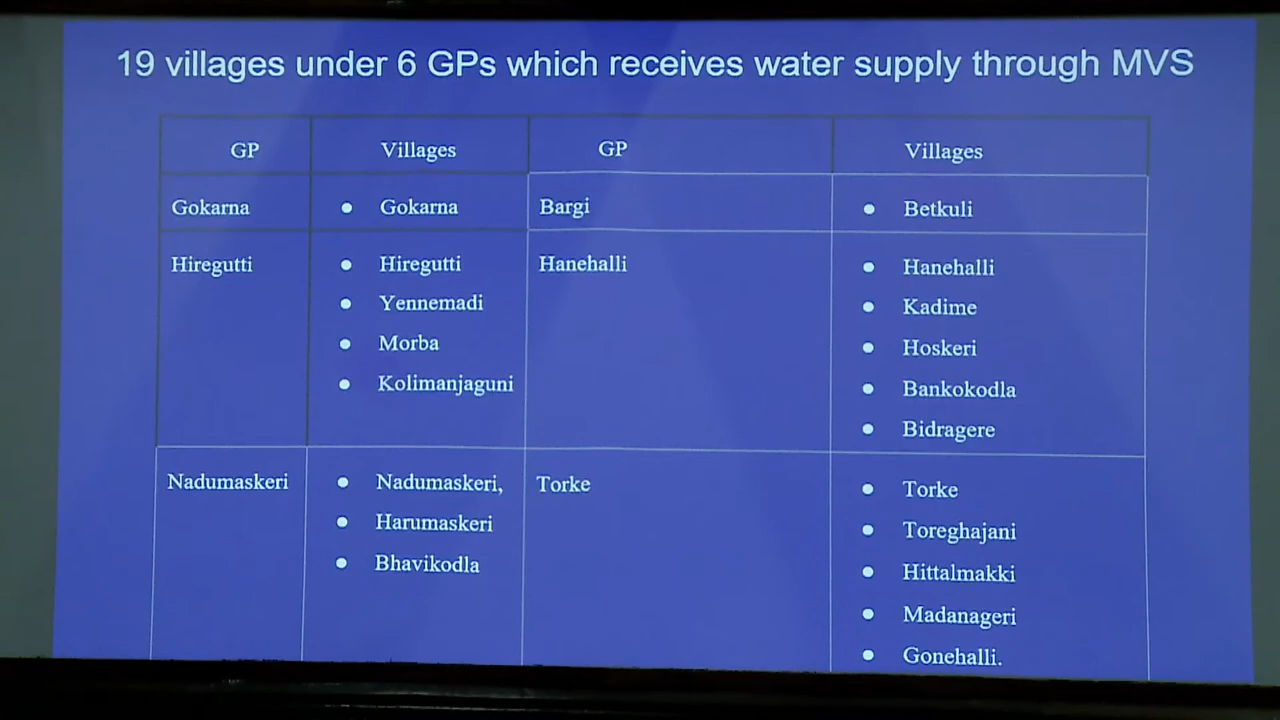 19 villages under 6 GPs which receives water supply through MVS
GP Villages GP Villages
Gokarna • Gokarna Bargi • Betkuli
Hiregutti • Hiregutti Hanehalli • Hanehalli
• Yennemadi • Kadime
• Morba • Hoskeri
• Kolimanjaguni • Bankokodla
• Bidragere
Nadumaskeri • Nadumaskeri, Torke • Torke
• Harumaskeri • Toreghajani
• Bhavikodla • Hittalmakki
• Madanageri
• Gonehalli.